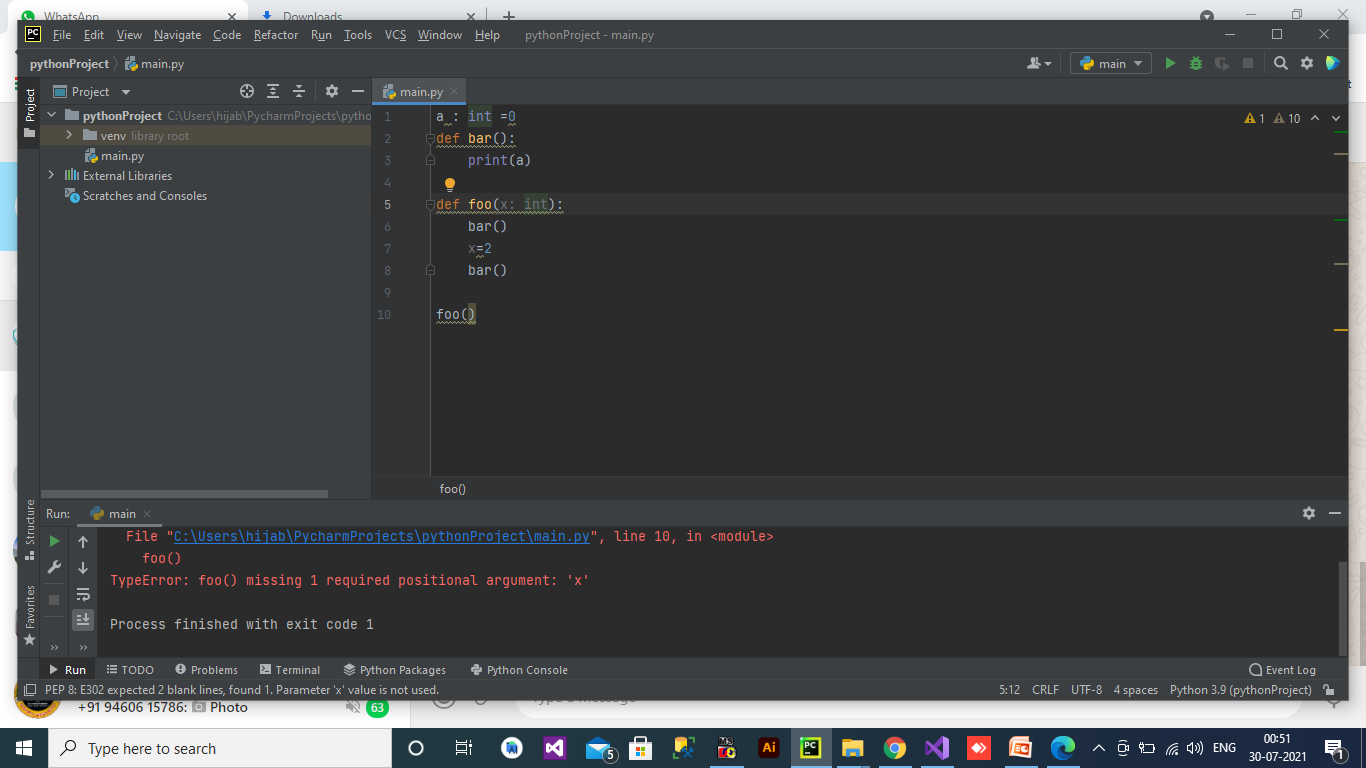 WhatsApp
Downloads
File Edit View Navigate Code Refactor Run Tools VCS Window Help pythonProject - main.py
pythonProject main.py main
Project main.py
pythonProject C:\Users\hijab\PycharmProjects\pytho
venv library root
main.py
External Libraries
Scratches and Consoles
Project
1 a : int =0
2 def bar():
3 print(a)
4
5 def foo(x: int):
6 bar()
7 x=2
8 bar()
9
10 foo()
1 10
foo()
Structure
Favorites
Run: main
File "C:\Users\hijab\PycharmProjects\pythonProject\main.py", line 10, in <module>
foo()
TypeError: foo() missing 1 required positional argument: 'x'
Process finished with exit code 1
Run TODO Problems Terminal Python Packages Python Console Event Log
PEP 8: E302 expected 2 blank lines, found 1. Parameter 'x' value is not used. 5:12 CRLF UTF-8 4 spaces Python 3.9 (pythonProject)
+91 94606 15786: Photo 63
Type here to search
5
ENG
00:51
30-07-2021
1